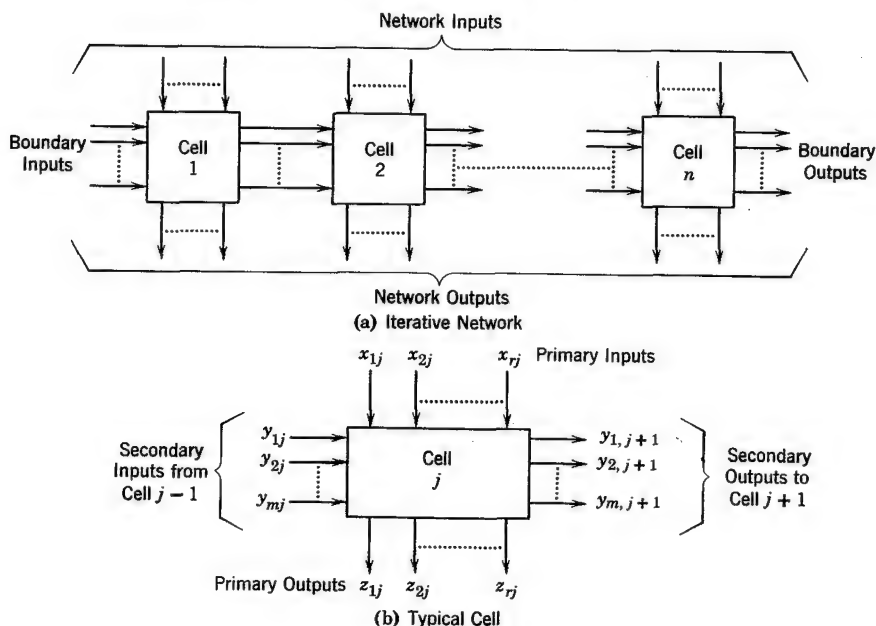 Network Inputs
Boundary Inputs
Cell 1
Cell 2
Cell n
Boundary Outputs
Network Outputs
(a) Iterative Network
x1j x2j xrj Primary Inputs
Secondary Inputs from Cell j − 1
y1j
y2j
ymj
Cell j
y1, j + 1
y2, j + 1
ym, j + 1
Secondary Outputs to Cell j + 1
Primary Outputs z1j z2j zrj
(b) Typical Cell